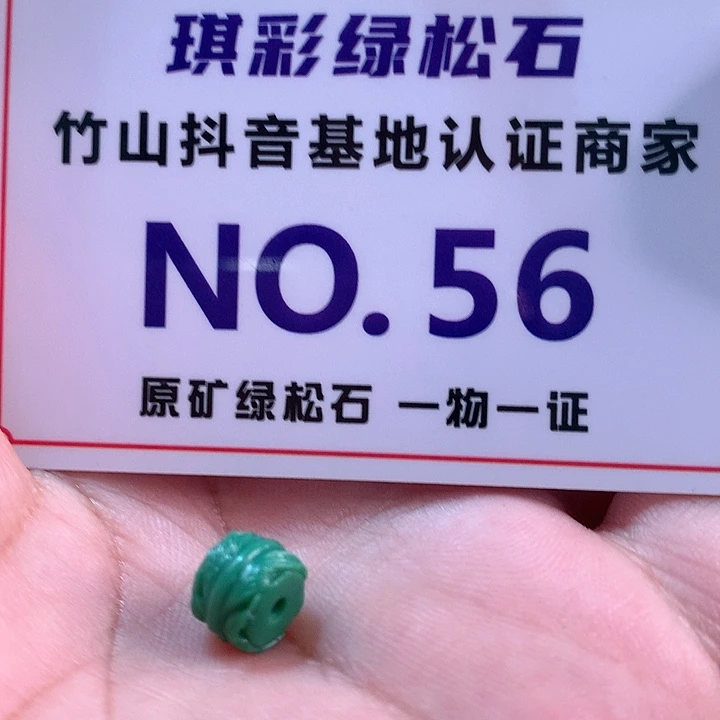 琪彩绿松石
竹山抖音基地认证商家
NO. 56
原矿绿松石 一物一证